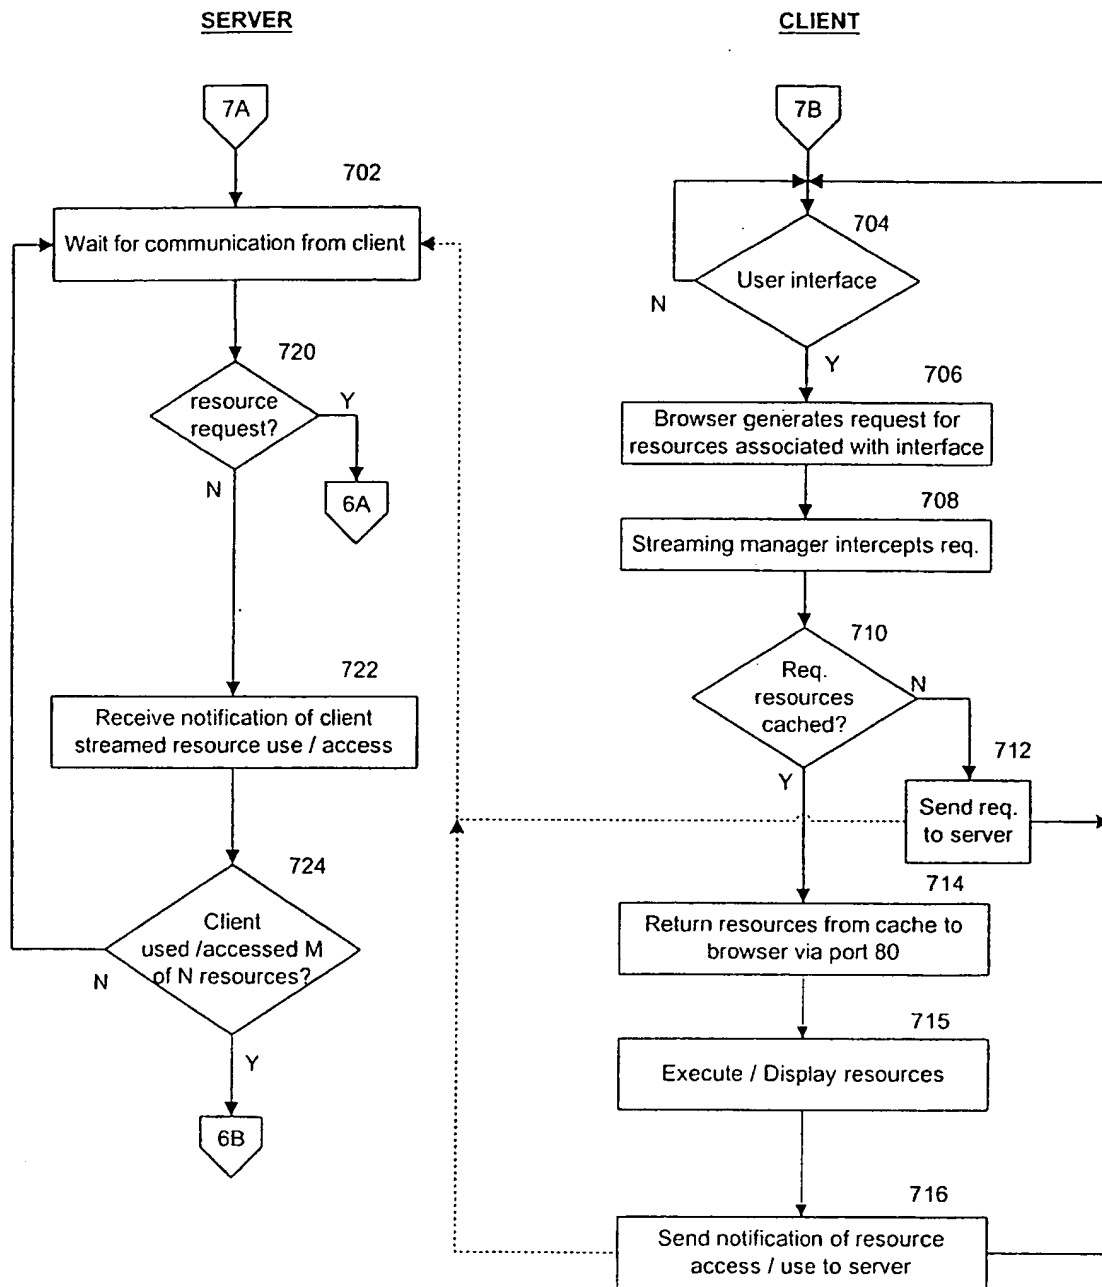 SERVER
CLIENT
7A
7B
702
Wait for communication from client
704
User interface
N
Y
720
resource
request?
Y
N
6A
706
Browser generates request for
resources associated with interface
708
Streaming manager intercepts req.
710
Req.
resources
cached?
N
Y
722
Receive notification of client
streamed resource use / access
712
Send req.
to server
724
Client
used /accessed M
of N resources?
N
Y
6B
714
Return resources from cache to
browser via port 80
715
Execute / Display resources
716
Send notification of resource
access / use to server